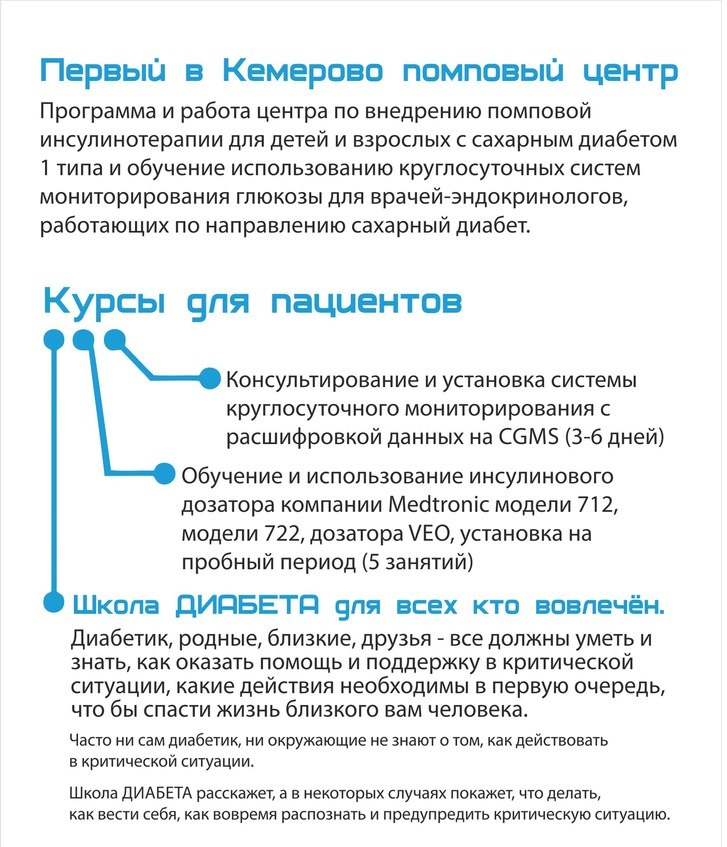 Первый в Кемерово помповый центр
Программа и работа центра по внедрению помповой
инсулинотерапии для детей и взрослых с сахарным диабетом
1 типа и обучение использованию круглосуточных систем
мониторирования глюкозы для врачей-эндокринологов,
работающих по направлению сахарный диабет.
Курсы для пациентов
Консультирование и установка системы
круглосуточного мониторирования с
расшифровкой данных на CGMS (3-6 дней)
Обучение и использование инсулинового
дозатора компании Medtronic модели 712,
модели 722, дозатора VEO, установка на
пробный период (5 занятий)
Школа ДИАБЕТА для всех кто вовлечён.
Диабетик, родные, близкие, друзья - все должны уметь и
знать, как оказать помощь и поддержку в критической
ситуации, какие действия необходимы в первую очередь,
что бы спасти жизнь близкого вам человека.
Часто ни сам диабетик, ни окружающие не знают о том, как действовать
в критической ситуации.
Школа ДИАБЕТА расскажет, а в некоторых случаях покажет, что делать,
как вести себя, как вовремя распознать и предупредить критическую ситуацию.